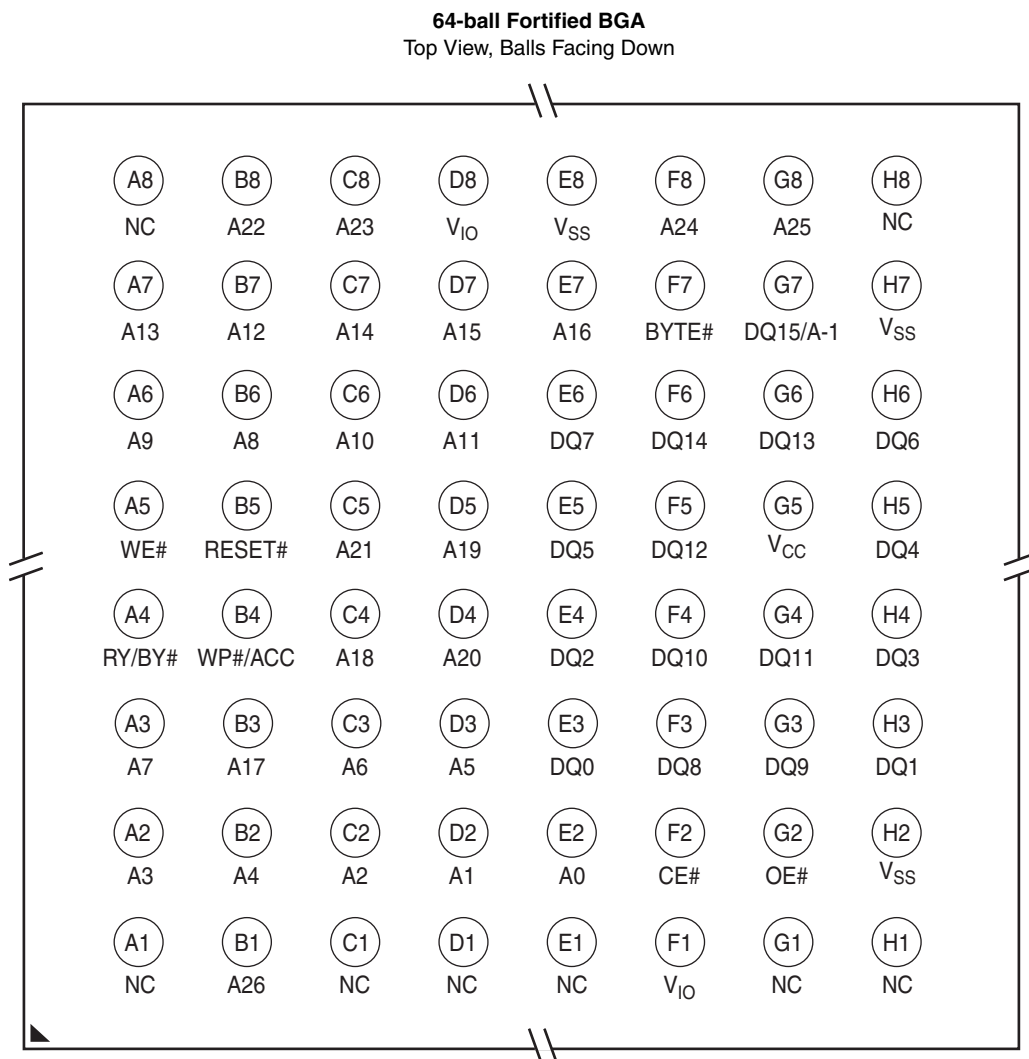 64-ball Fortified BGA
Top View, Balls Facing Down
A8 B8 C8 D8 E8 F8 G8 H8
NC A22 A23 VIO VSS A24 A25 NC
A7 B7 C7 D7 E7 F7 G7 H7
A13 A12 A14 A15 A16 BYTE# DQ15/A-1 VSS
A6 B6 C6 D6 E6 F6 G6 H6
A9 A8 A10 A11 DQ7 DQ14 DQ13 DQ6
A5 B5 C5 D5 E5 F5 G5 H5
WE# RESET# A21 A19 DQ5 DQ12 VCC DQ4
A4 B4 C4 D4 E4 F4 G4 H4
RY/BY# WP#/ACC A18 A20 DQ2 DQ10 DQ11 DQ3
A3 B3 C3 D3 E3 F3 G3 H3
A7 A17 A6 A5 DQ0 DQ8 DQ9 DQ1
A2 B2 C2 D2 E2 F2 G2 H2
A3 A4 A2 A1 A0 CE# OE# VSS
A1 B1 C1 D1 E1 F1 G1 H1
NC A26 NC NC NC VIO NC NC